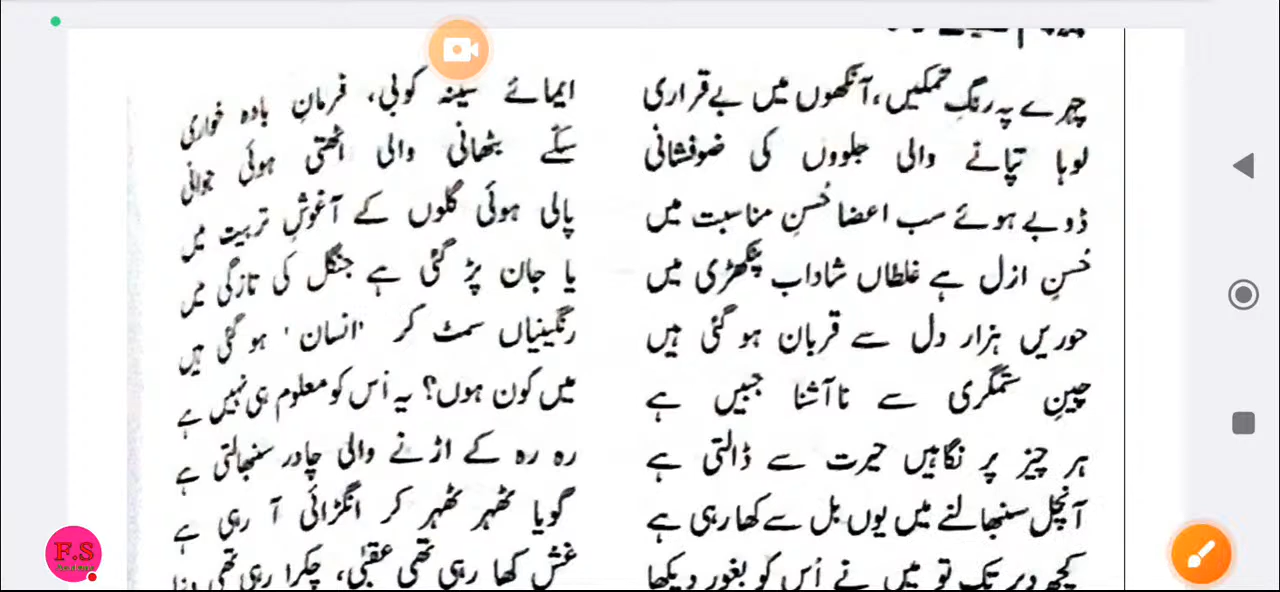 چہرے پہ رنگِ تمکیں، آنکھوں میں بےقراری
ایمائے سینہ کوبی، فرمانِ بادہ خواری
لوہا تپانے والی جلووں کی ضوفشانی
سکّے بٹھانی والی اٹھتی ہوئی جوانی
ڈوبے ہوئے سب اعضا حُسنِ مناسبت میں
پالی ہوئی گلوں کے آغوشِ تربیت میں
حُسنِ ازل ہے غلطاں شاداب پنکھڑی میں
یا جان پڑ گئی ہے جنگل کی تازگی میں
حوریں ہزار دل سے قربان ہو گئی ہیں
رنگینیاں سمٹ کر 'انسان' ہو گئی ہیں
چینِ ستمگری سے ناآشنا جبیں ہے
میں کون ہوں؟ یہ اُس کو معلوم ہی نہیں ہے
ہر چیز پر نگاہیں حیرت سے ڈالتی ہے
رہ رہ کے اڑنے والی چادر سنبھالتی ہے
آنچل سنبھالنے میں یوں بل سے کھا رہی ہے
گویا ٹھہر ٹھہر کر انگڑائی آ رہی ہے
کچھ دیر تک تو میں نے اُس کو بغور دیکھا
غش کھا رہی تھی عقبٰی، چکرا رہی تھی دنیا
F.S